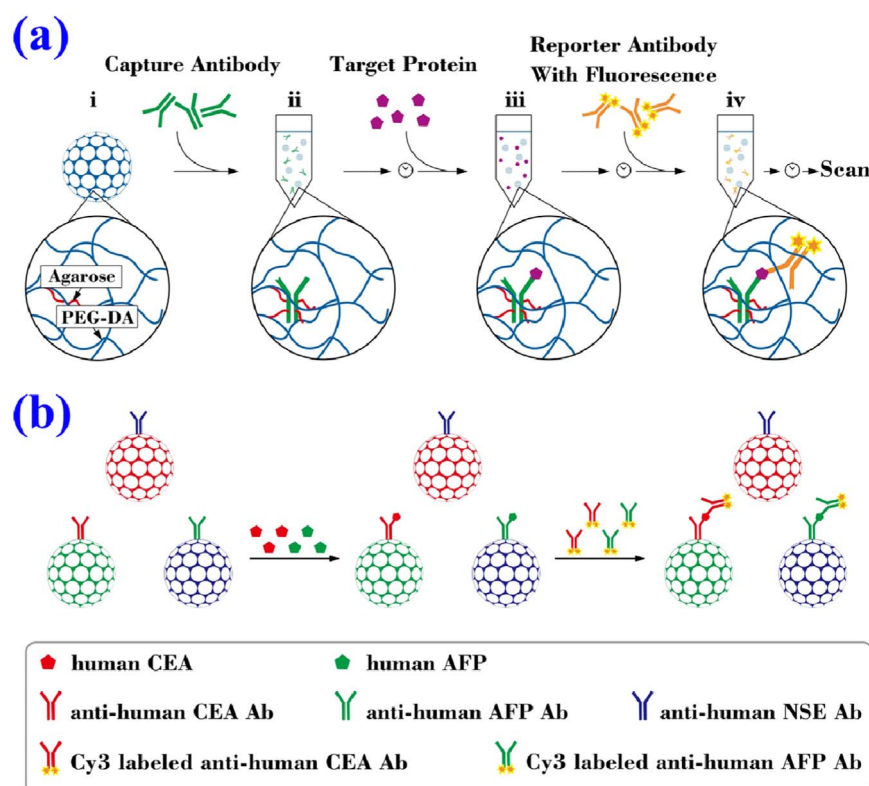 (a)
Capture Antibody
Target Protein
Reporter Antibody
With Fluorescence
i
ii
iii
iv
Scan
Agarose
PEG-DA
(b)
human CEA
human AFP
anti-human CEA Ab
anti-human AFP Ab
anti-human NSE Ab
Cy3 labeled anti-human CEA Ab
Cy3 labeled anti-human AFP Ab